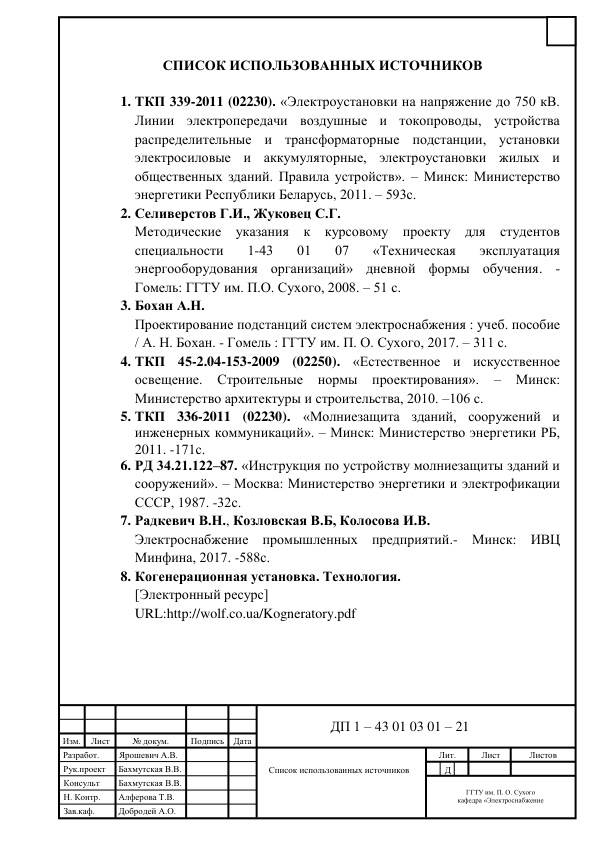 СПИСОК ИСПОЛЬЗОВАННЫХ ИСТОЧНИКОВ
1. ТКП 339-2011 (02230). «Электроустановки на напряжение до 750 кВ.
Линии электропередачи воздушные и токопроводы, устройства
распределительные и трансформаторные подстанции, установки
электросиловые и аккумуляторные, электроустановки жилых и
общественных зданий. Правила устройств». – Минск: Министерство
энергетики Республики Беларусь, 2011. – 593с.
2. Селиверстов Г.И., Жуковец С.Г.
Методические указания к курсовому проекту для студентов
специальности 1-43 01 07 «Техническая эксплуатация
энергооборудования организаций» дневной формы обучения. -
Гомель: ГГТУ им. П.О. Сухого, 2008. – 51 с.
3. Бохан А.Н.
Проектирование подстанций систем электроснабжения : учеб. пособие
/ А. Н. Бохан. - Гомель : ГГТУ им. П. О. Сухого, 2017. – 311 с.
4. ТКП 45-2.04-153-2009 (02250). «Естественное и искусственное
освещение. Строительные нормы проектирования». – Минск:
Министерство архитектуры и строительства, 2010. –106 с.
5. ТКП 336-2011 (02230). «Молниезащита зданий, сооружений и
инженерных коммуникаций». – Минск: Министерство энергетики РБ,
2011. -171с.
6. РД 34.21.122–87. «Инструкция по устройству молниезащиты зданий и
сооружений». – Москва: Министерство энергетики и электрофикации
СССР, 1987. -32с.
7. Радкевич В.Н., Козловская В.Б, Колосова И.В.
Электроснабжение промышленных предприятий.- Минск: ИВЦ
Минфина, 2017. -588с.
8. Когенерационная установка. Технология.
[Электронный ресурс]
URL:http://wolf.co.ua/Kogneratory.pdf
ДП 1 – 43 01 03 01 – 21
Изм. Лист № докум. Подпись Дата
Разработ. Ярошевич А.В.
Рук.проект Бахмутская В.В.
Консульт Бахмутская В.В.
Н. Контр. Алферова Т.В.
Зав.каф. Добродей А.О.
Список использованных источников
Лит. Лист Листов
Д
ГГТУ им. П. О. Сухого
кафедра «Электроснабжение